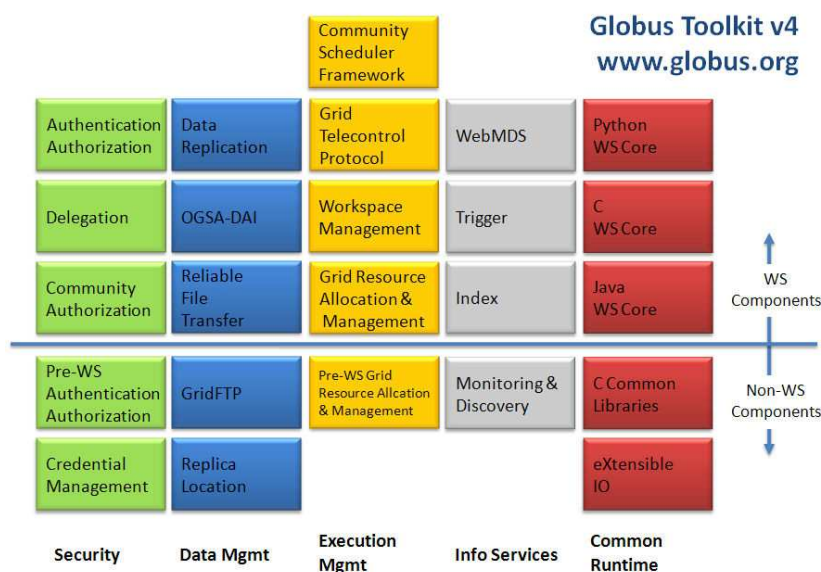 Globus Toolkit v4
www.globus.org
Community
Scheduler
Framework
Authentication
Authorization
Data
Replication
Grid
Telecontrol
Protocol
WebMDS
Python
WS Core
Delegation
OGSA-DAI
Workspace
Management
Trigger
C
WS Core
Community
Authorization
Reliable
File
Transfer
Grid Resource
Allocation &
Management
Index
Java
WS Core
WS
Components
Pre-WS
Authentication
Authorization
GridFTP
Pre-WS Grid
Resource Allcation
& Management
Monitoring &
Discovery
C Common
Libraries
Non-WS
Components
Credential
Management
Replica
Location
eXtensible
IO
Security
Data Mgmt
Execution
Mgmt
Info Services
Common
Runtime